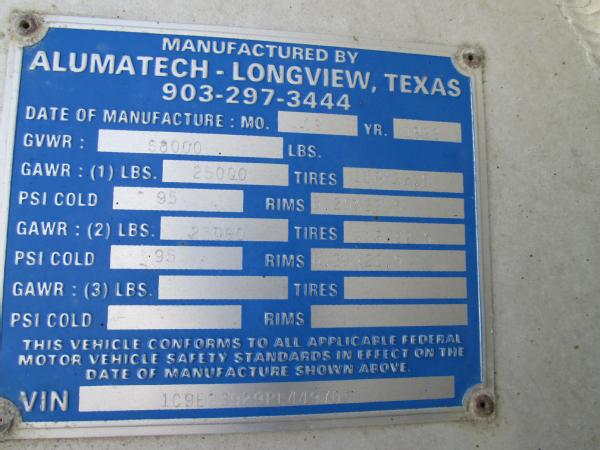 MANUFACTURED BY
ALUMATECH - LONGVIEW, TEXAS
903-297-3444
DATE OF MANUFACTURE : MO. YR.
GVWR : 68000 LBS.
GAWR : (1) LBS. 25000 TIRES
PSI COLD 95 RIMS
GAWR : (2) LBS. 25000 TIRES
PSI COLD 95 RIMS
GAWR : (3) LBS. TIRES
PSI COLD RIMS
THIS VEHICLE CONFORMS TO ALL APPLICABLE FEDERAL
MOTOR VEHICLE SAFETY STANDARDS IN EFFECT ON THE
DATE OF MANUFACTURE SHOWN ABOVE.
VIN